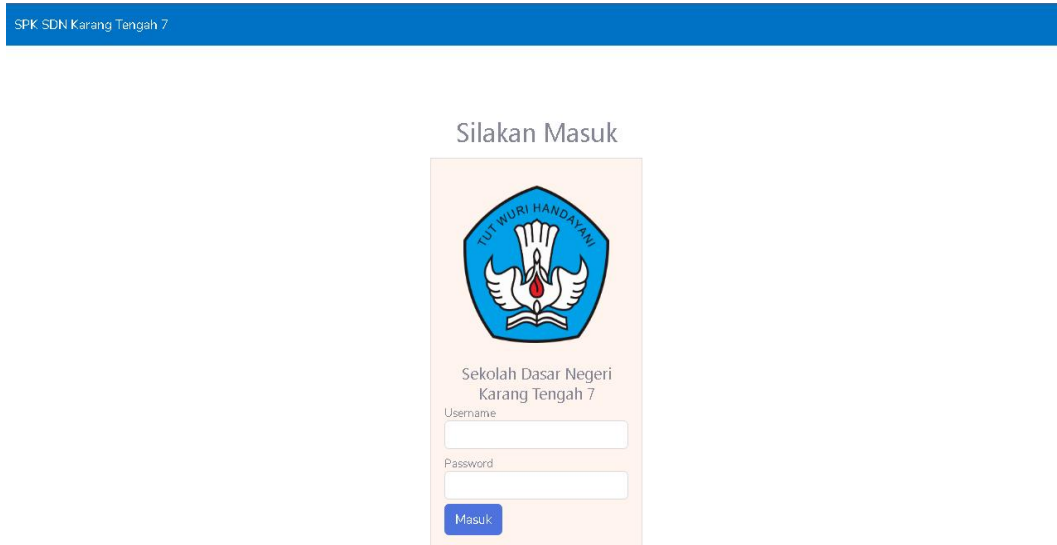 SPK SDN Karang Tengah 7
Silakan Masuk
TUT WURI HANDAYANI
Sekolah Dasar Negeri
Karang Tengah 7
Username
Password
Masuk